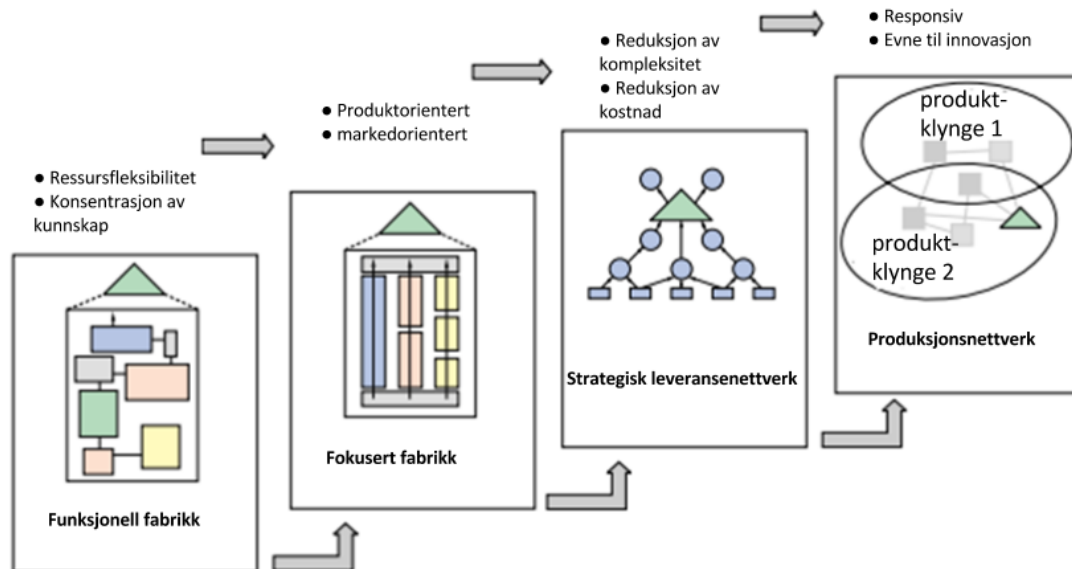 ● Ressursfleksibilitet
● Konsentrasjon av
kunnskap
Funksjonell fabrikk
● Produktorientert
● markedorientert
Fokusert fabrikk
● Reduksjon av
kompleksitet
● Reduksjon av
kostnad
Strategisk leveransenettverk
● Responsiv
● Evne til innovasjon
produkt-
klynge 1
produkt-
klynge 2
Produksjonsnettverk